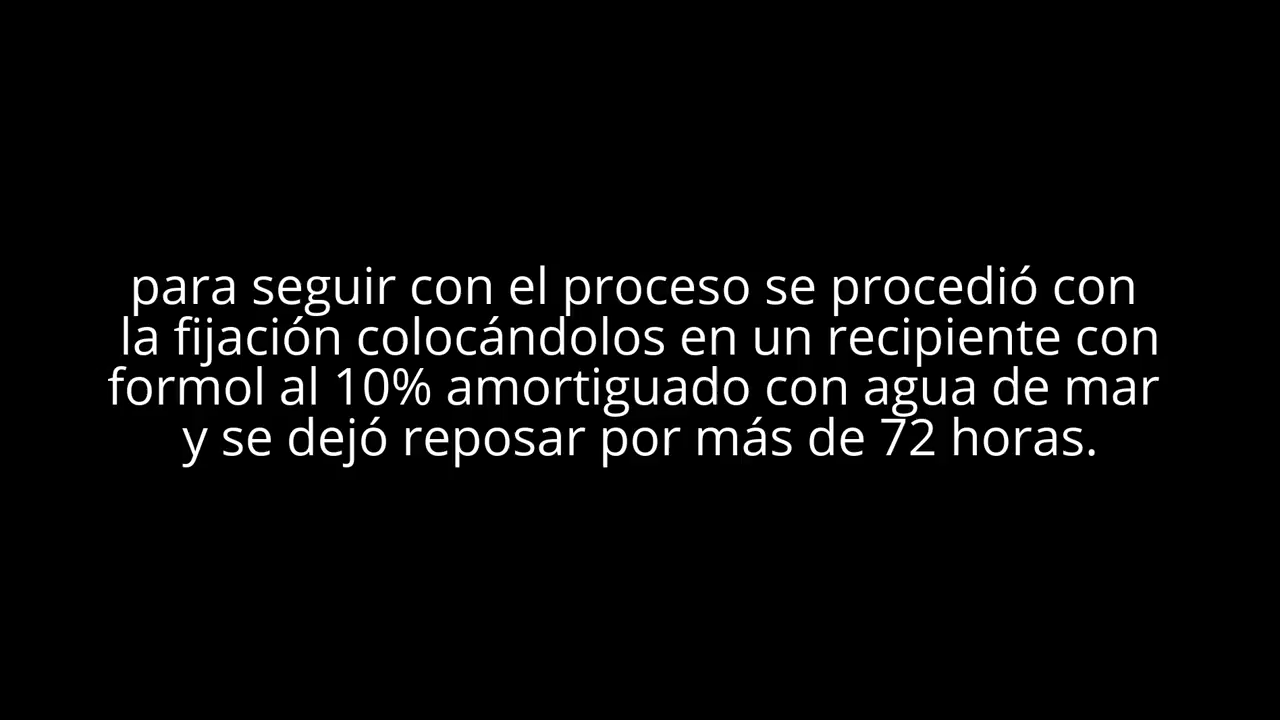 para seguir con el proceso se procedió con
la fijación colocándolos en un recipiente con
formol al 10% amortiguado con agua de mar
y se dejó reposar por más de 72 horas.